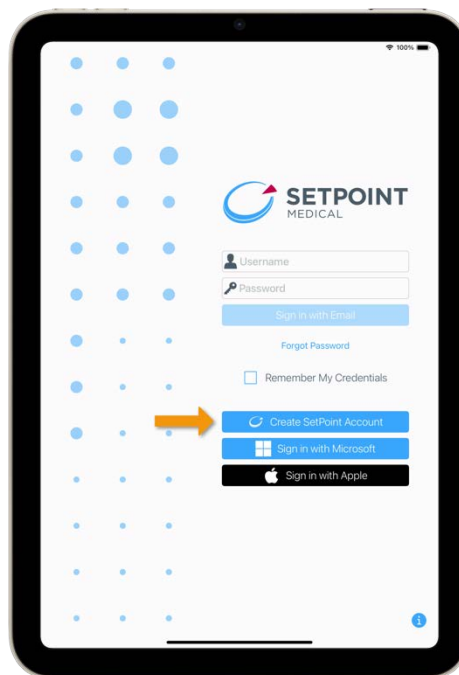 100%
SETPOINT
MEDICAL
Username
Password
Sign in with Email
Forgot Password
Remember My Credentials
Create SetPoint Account
Sign in with Microsoft
Sign in with Apple
i